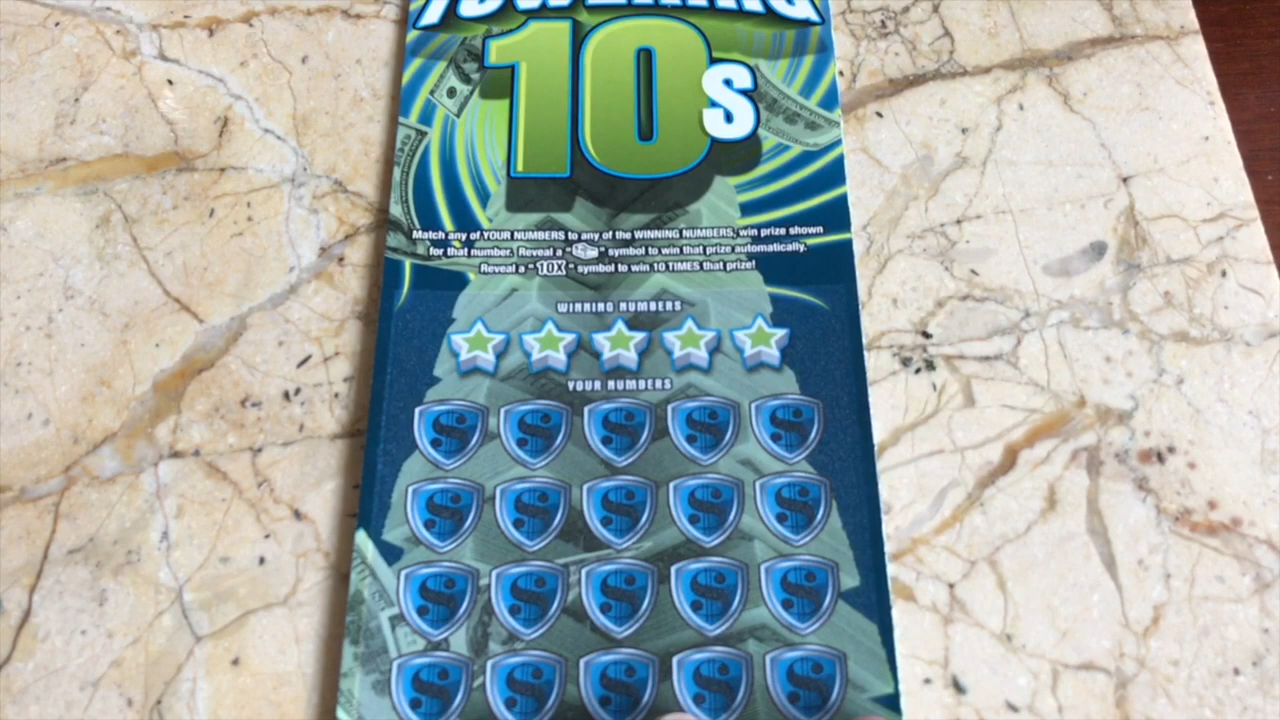 TOWERING
10s
Match any of YOUR NUMBERS to any of the WINNING NUMBERS, win prize shown
for that number. Reveal a " " symbol to win that prize automatically.
Reveal a "10X" symbol to win 10 TIMES that prize!
WINNING NUMBERS
YOUR NUMBERS
$ $ $ $ $
$ $ $ $ $
$ $ $ $ $
$ $ $ $ $